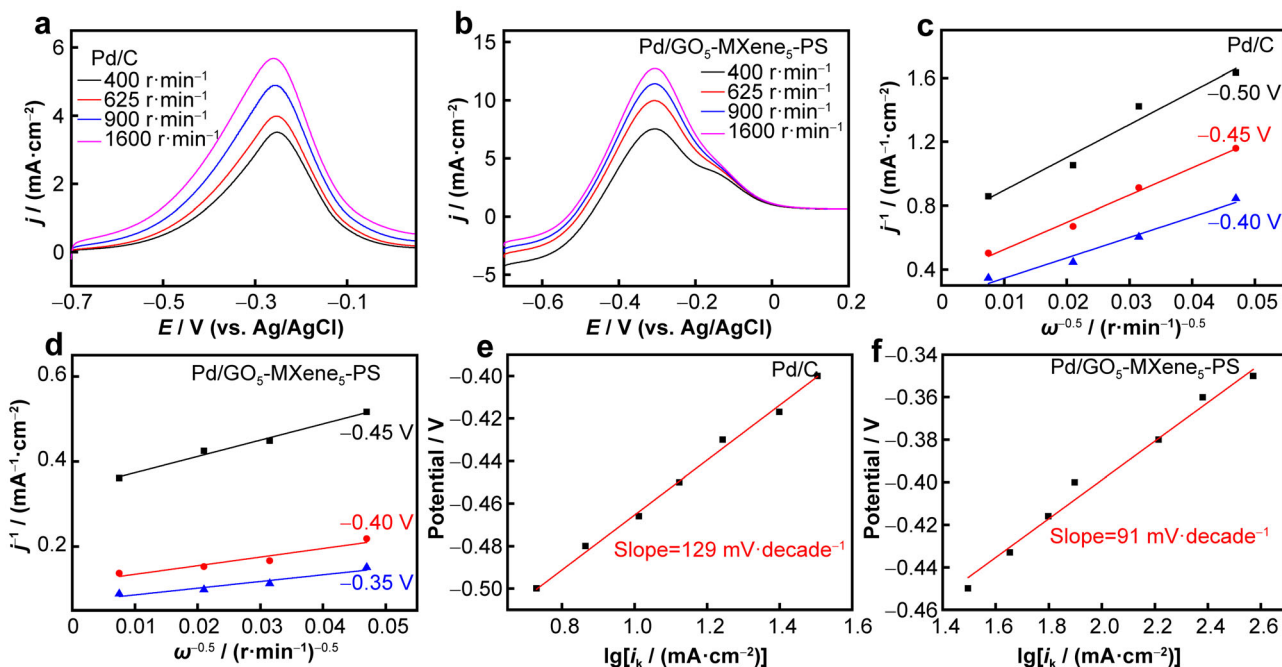 a
Pd/C
400 r·min⁻¹
625 r·min⁻¹
900 r·min⁻¹
1600 r·min⁻¹
6
4
2
0
j / (mA·cm⁻²)
−0.7
−0.5
−0.3
−0.1
E / V (vs. Ag/AgCl)
b
Pd/GO₅-MXene₅-PS
400 r·min⁻¹
625 r·min⁻¹
900 r·min⁻¹
1600 r·min⁻¹
15
10
5
0
−5
j / (mA·cm⁻²)
−0.6
−0.4
−0.2
0
0.2
E / V (vs. Ag/AgCl)
c
Pd/C
−0.50 V
−0.45 V
−0.40 V
1.6
1.2
0.8
0.4
j⁻¹ / (mA⁻¹·cm⁻²)
0
0.01
0.02
0.03
0.04
0.05
ω⁻⁰·⁵ / (r·min⁻¹)⁻⁰·⁵
d
Pd/GO₅-MXene₅-PS
−0.45 V
−0.40 V
−0.35 V
0.6
0.4
0.2
j⁻¹ / (mA⁻¹·cm⁻²)
0
0.01
0.02
0.03
0.04
0.05
ω⁻⁰·⁵ / (r·min⁻¹)⁻⁰·⁵
e
Pd/C
Slope=129 mV·decade⁻¹
−0.40
−0.42
−0.44
−0.46
−0.48
−0.50
Potential / V
0.8
1.0
1.2
1.4
1.6
lg[iₖ / (mA·cm⁻²)]
f
Pd/GO₅-MXene₅-PS
Slope=91 mV·decade⁻¹
−0.34
−0.36
−0.38
−0.40
−0.42
−0.44
−0.46
Potential / V
1.4
1.6
1.8
2.0
2.2
2.4
2.6
lg[iₖ / (mA·cm⁻²)]